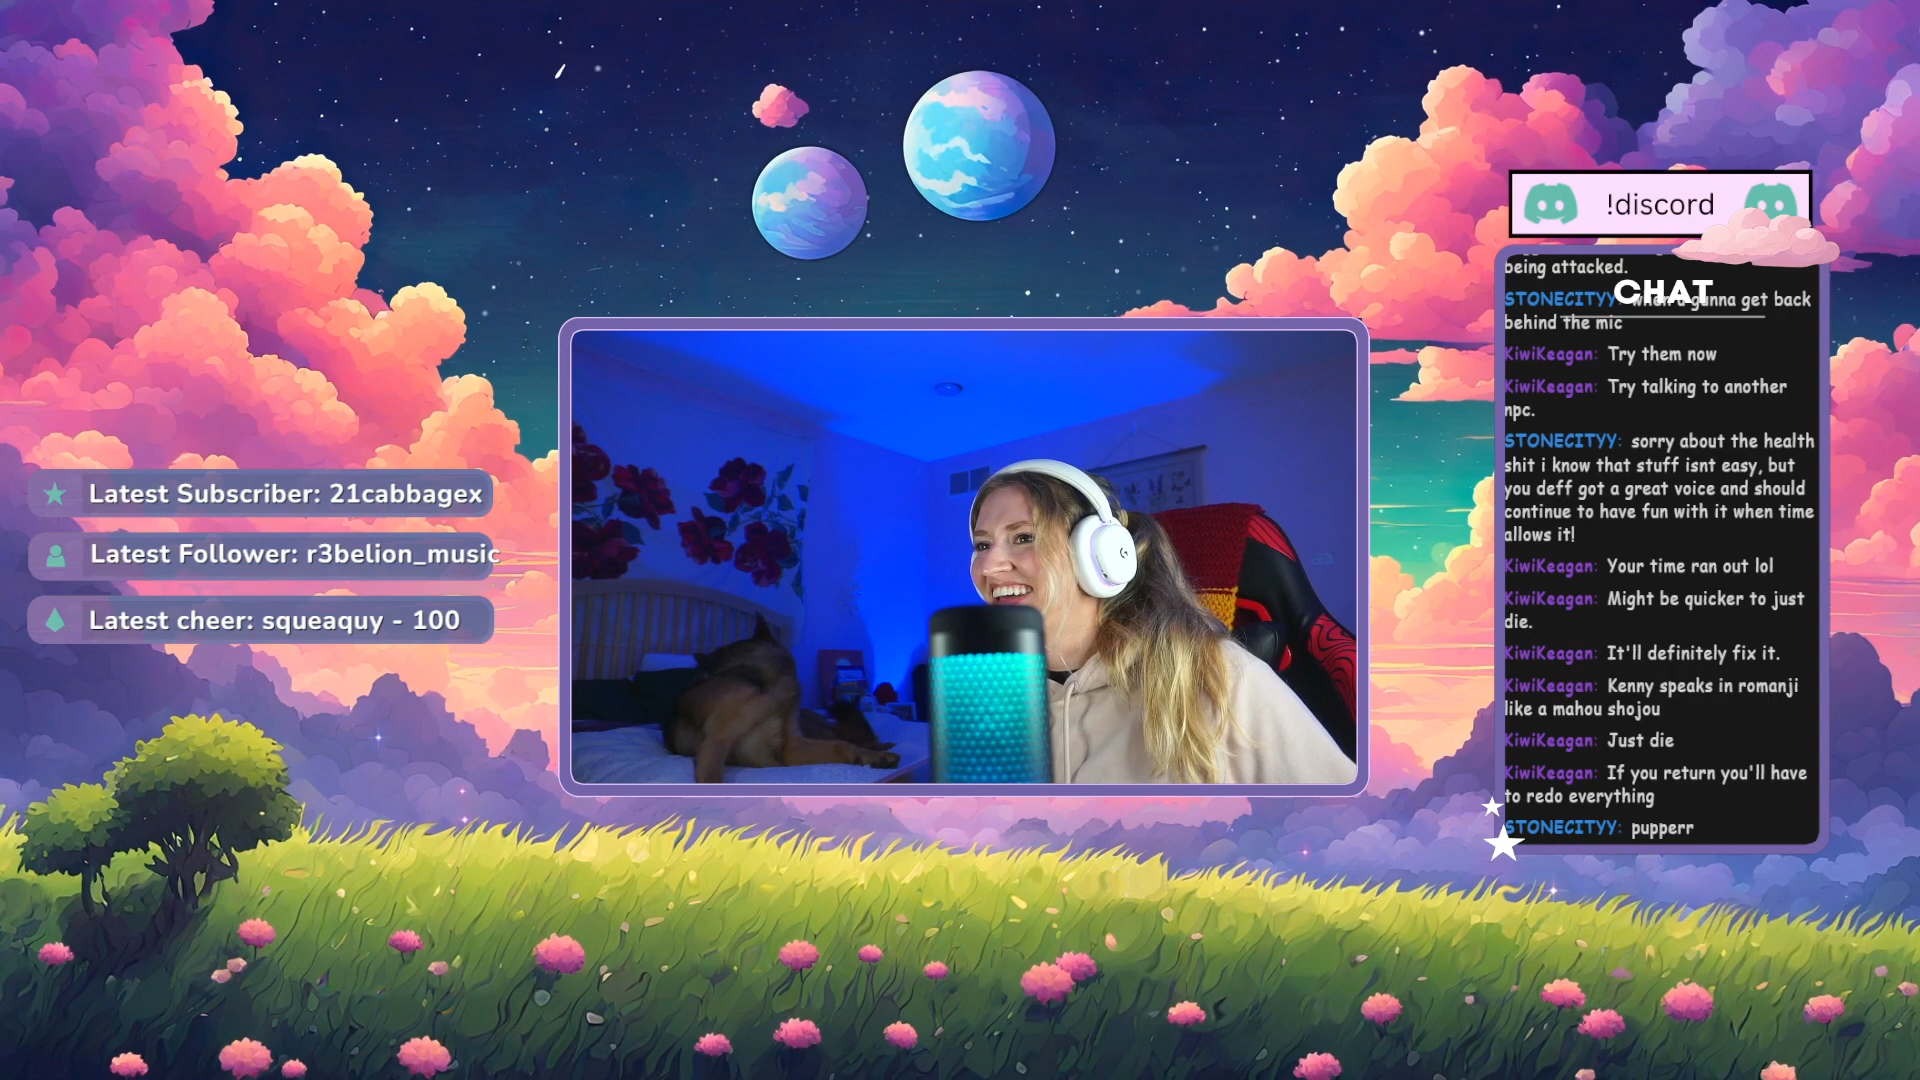 !discord
being attacked.
CHAT
STONECITYY: when u gunna get back
behind the mic
KiwiKeagan: Try them now
KiwiKeagan: Try talking to another
npc.
STONECITYY: sorry about the health
shit i know that stuff isnt easy, but
you deff got a great voice and should
continue to have fun with it when time
allows it!
KiwiKeagan: Your time ran out lol
KiwiKeagan: Might be quicker to just
die.
KiwiKeagan: It'll definitely fix it.
KiwiKeagan: Kenny speaks in romanji
like a mahou shojou
KiwiKeagan: Just die
KiwiKeagan: If you return you'll have
to redo everything
STONECITYY: pupperr
Latest Subscriber: 21cabbagex
Latest Follower: r3belion_music
Latest cheer: squeaquy - 100